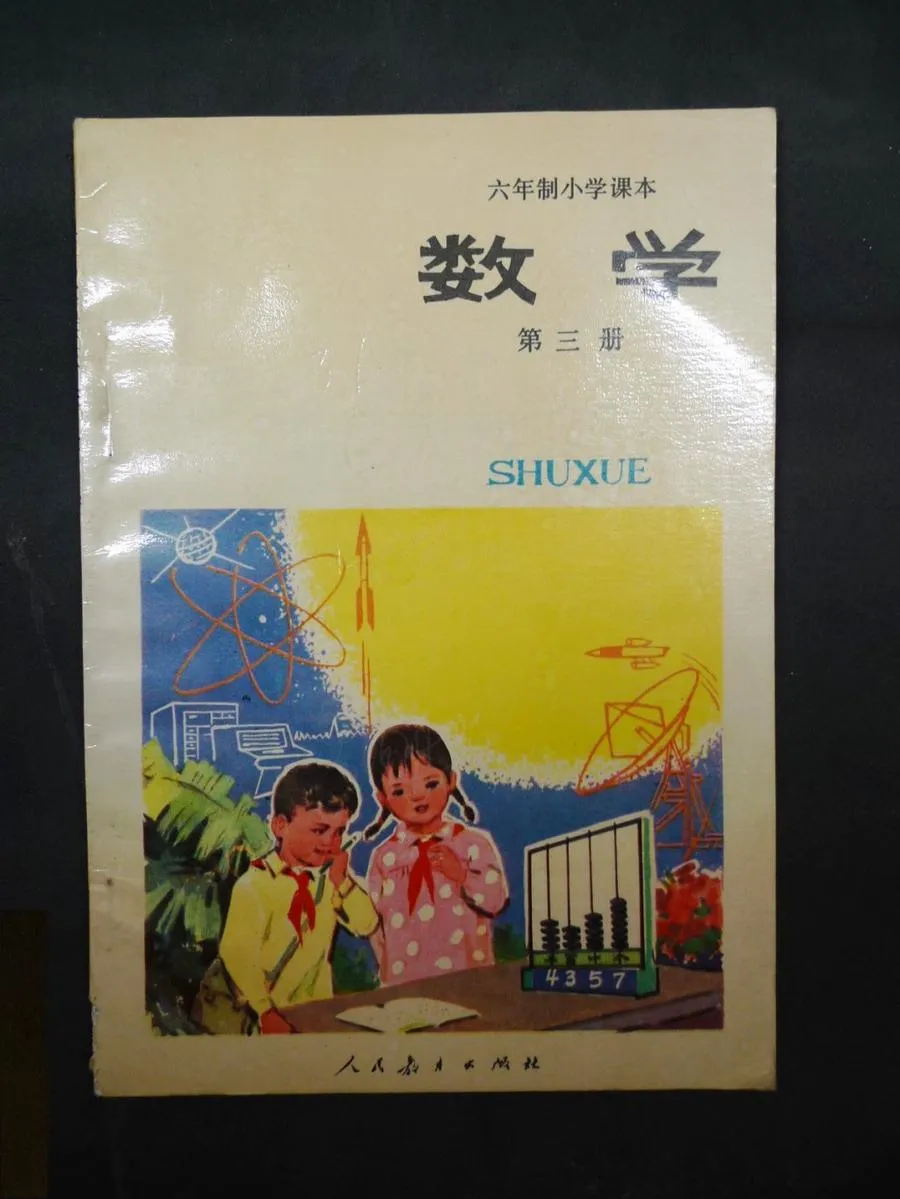 六年制小学课本
数学
第三册
SHUXUE
4357
人民教育出版社